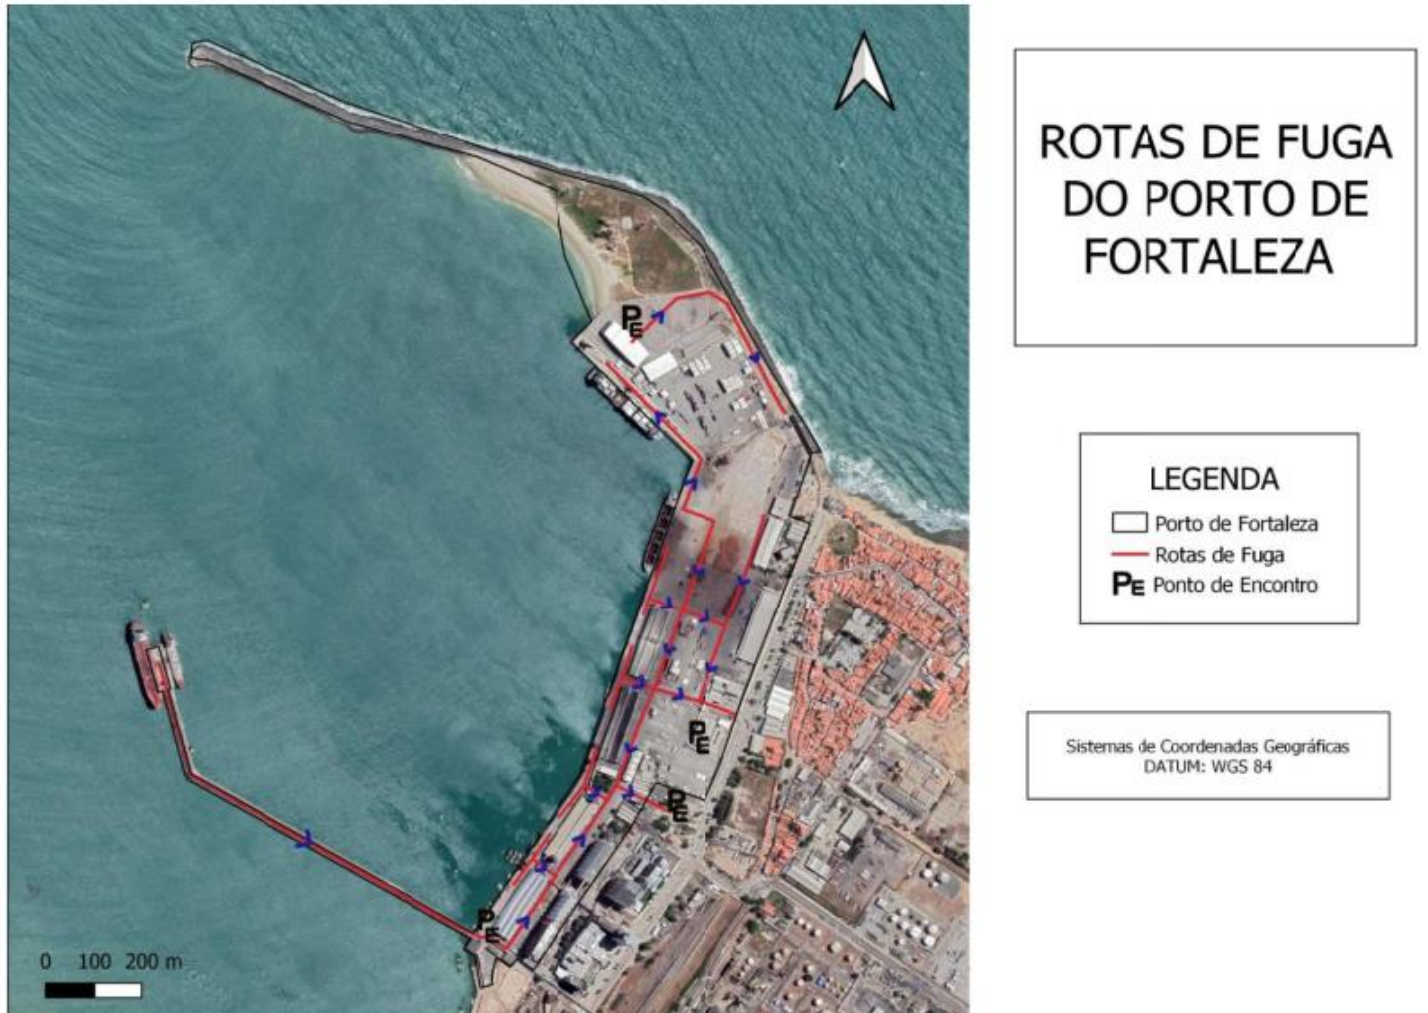 ROTAS DE FUGA
DO PORTO DE
FORTALEZA
PE
LEGENDA
Porto de Fortaleza
Rotas de Fuga
PE Ponto de Encontro
PE
Sistemas de Coordenadas Geográficas
DATUM: WGS 84
PE
PE
0 100 200 m